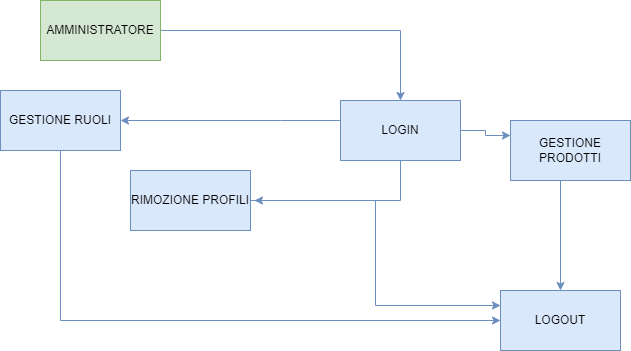 AMMINISTRATORE
GESTIONE RUOLI
LOGIN
GESTIONE
PRODOTTI
RIMOZIONE PROFILI
LOGOUT